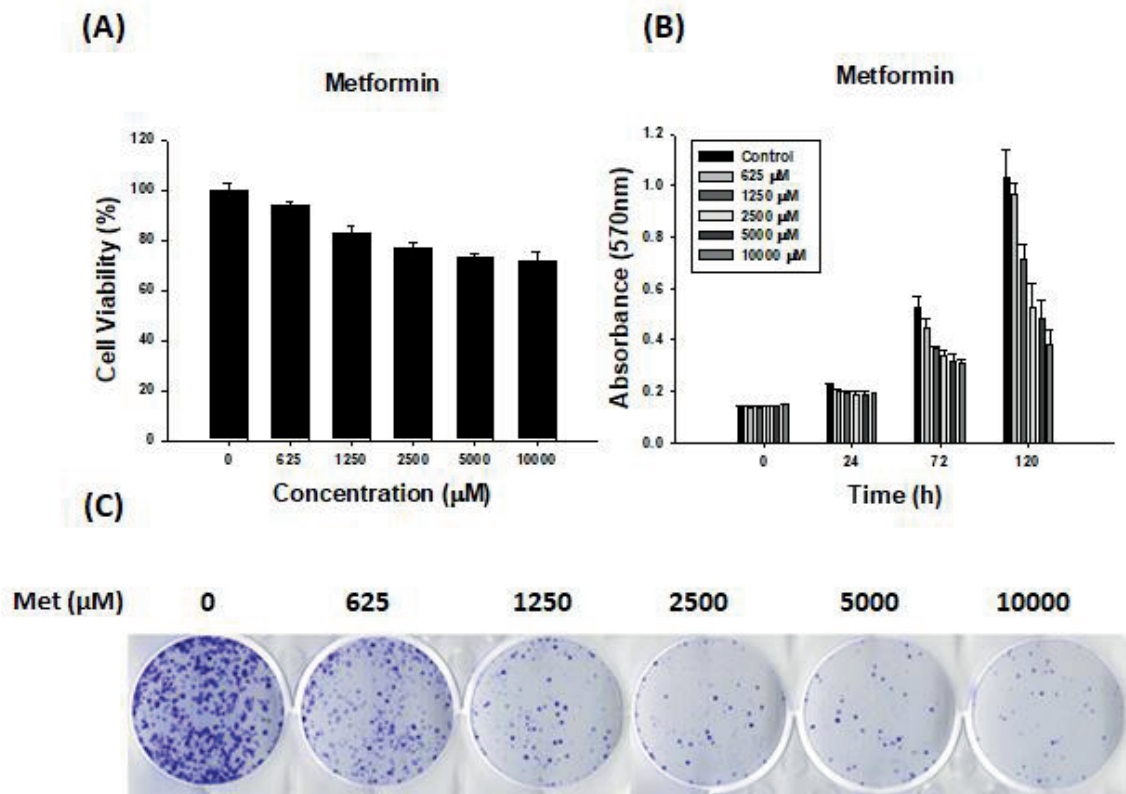 (A)
Metformin
120
100
80
60
40
20
0
Cell Viability (%)
0 625 1250 2500 5000 10000
Concentration (µM)
(B)
Metformin
1.2
1.0
0.8
0.6
0.4
0.2
0.0
Absorbance (570nm)
Control
625 µM
1250 µM
2500 µM
5000 µM
10000 µM
0 24 72 120
Time (h)
(C)
Met (µM) 0 625 1250 2500 5000 10000